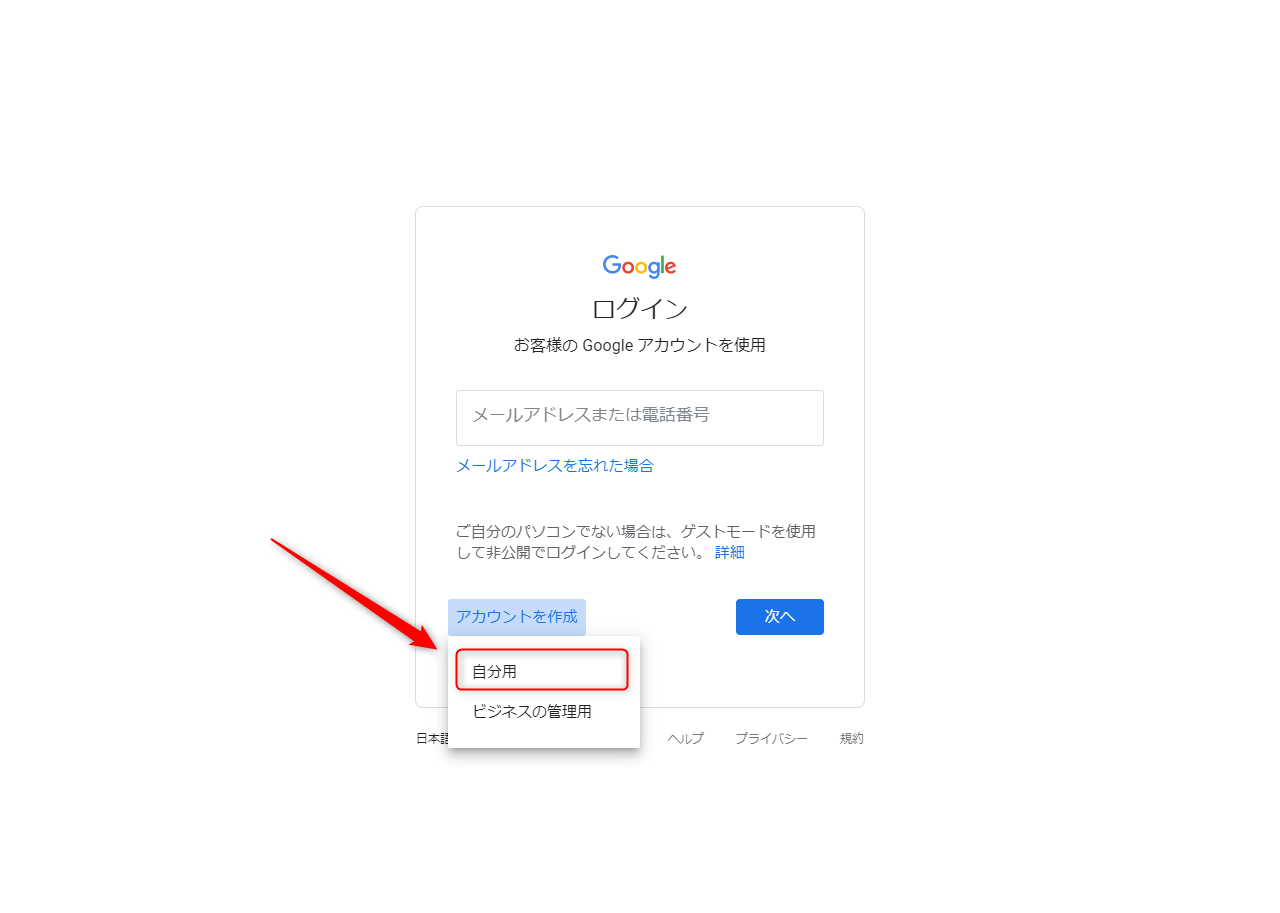 Google
ログイン
お客様の Google アカウントを使用
メールアドレスまたは電話番号
メールアドレスを忘れた場合
ご自分のパソコンでない場合は、ゲストモードを使用
して非公開でログインしてください。 詳細
アカウントを作成
次へ
自分用
ビジネスの管理用
日本語 ヘルプ プライバシー 規約